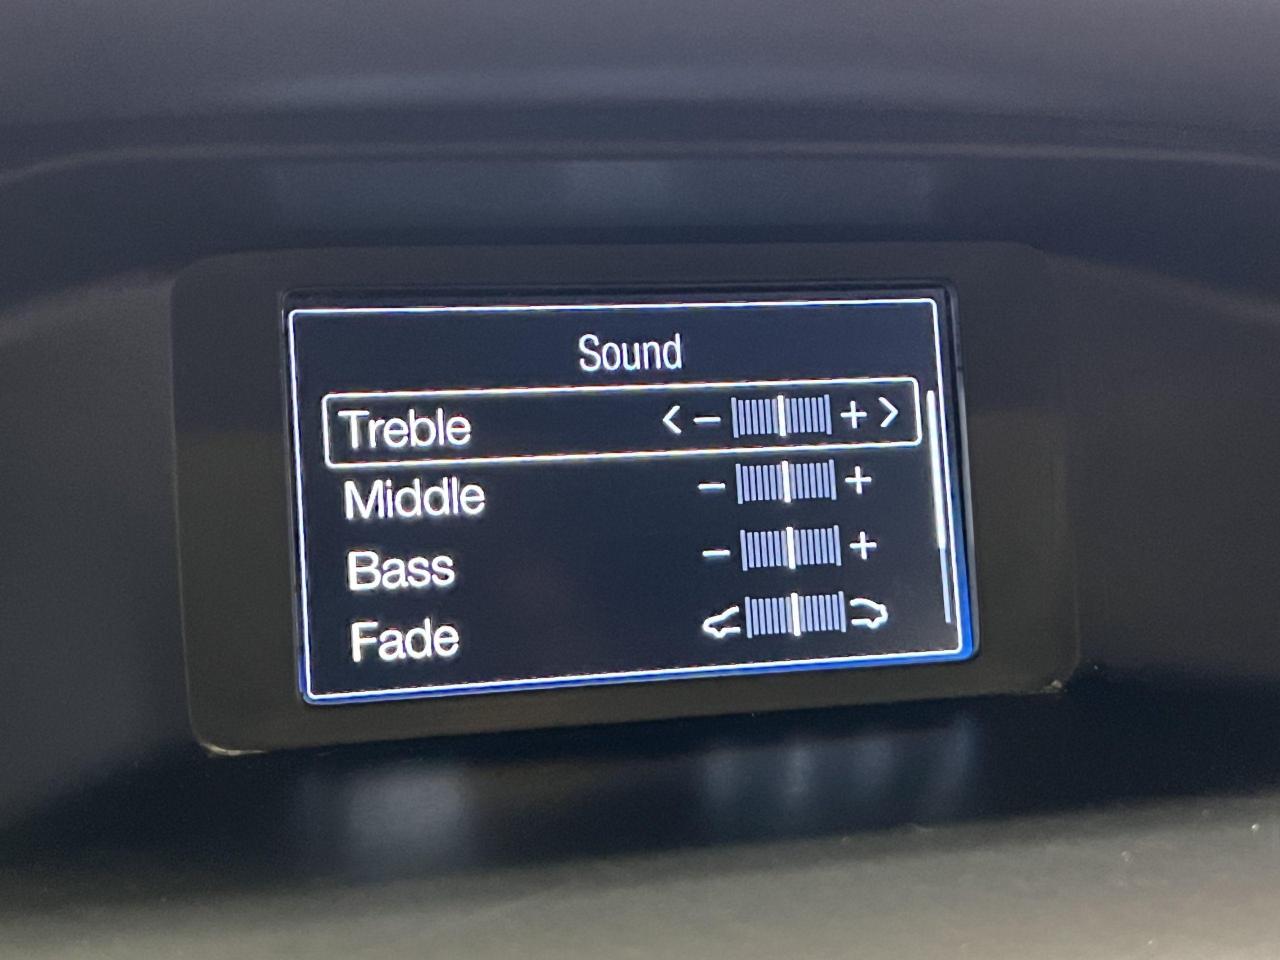 Sound
Treble < − + >
Middle − +
Bass − +
Fade